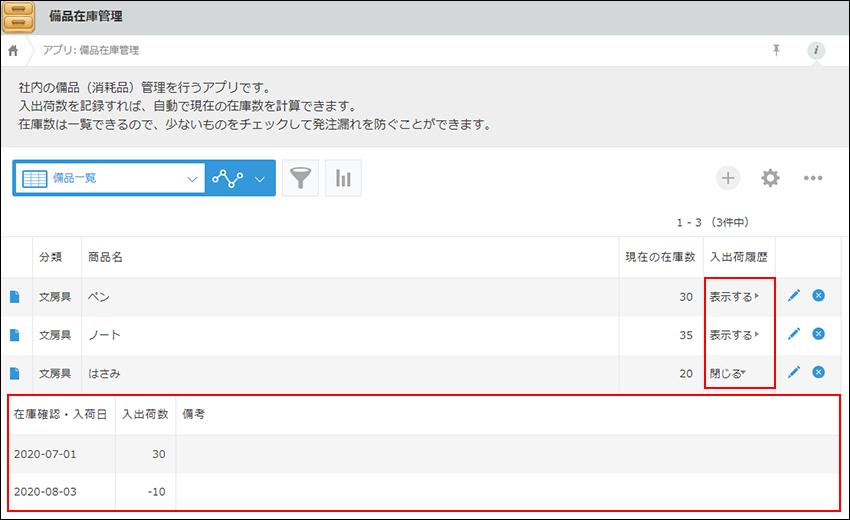 備品在庫管理
アプリ: 備品在庫管理
社内の備品（消耗品）管理を行うアプリです。
入出荷数を記録すれば、自動で現在の在庫数を計算できます。
在庫数は一覧できるので、少ないものをチェックして発注漏れを防ぐことができます。
備品一覧
1 - 3 （3件中）
分類 商品名 現在の在庫数 入出荷履歴
文房具 ペン 30 表示する
文房具 ノート 35 表示する
文房具 はさみ 20 閉じる
在庫確認・入荷日 入出荷数 備考
2020-07-01 30
2020-08-03 -10